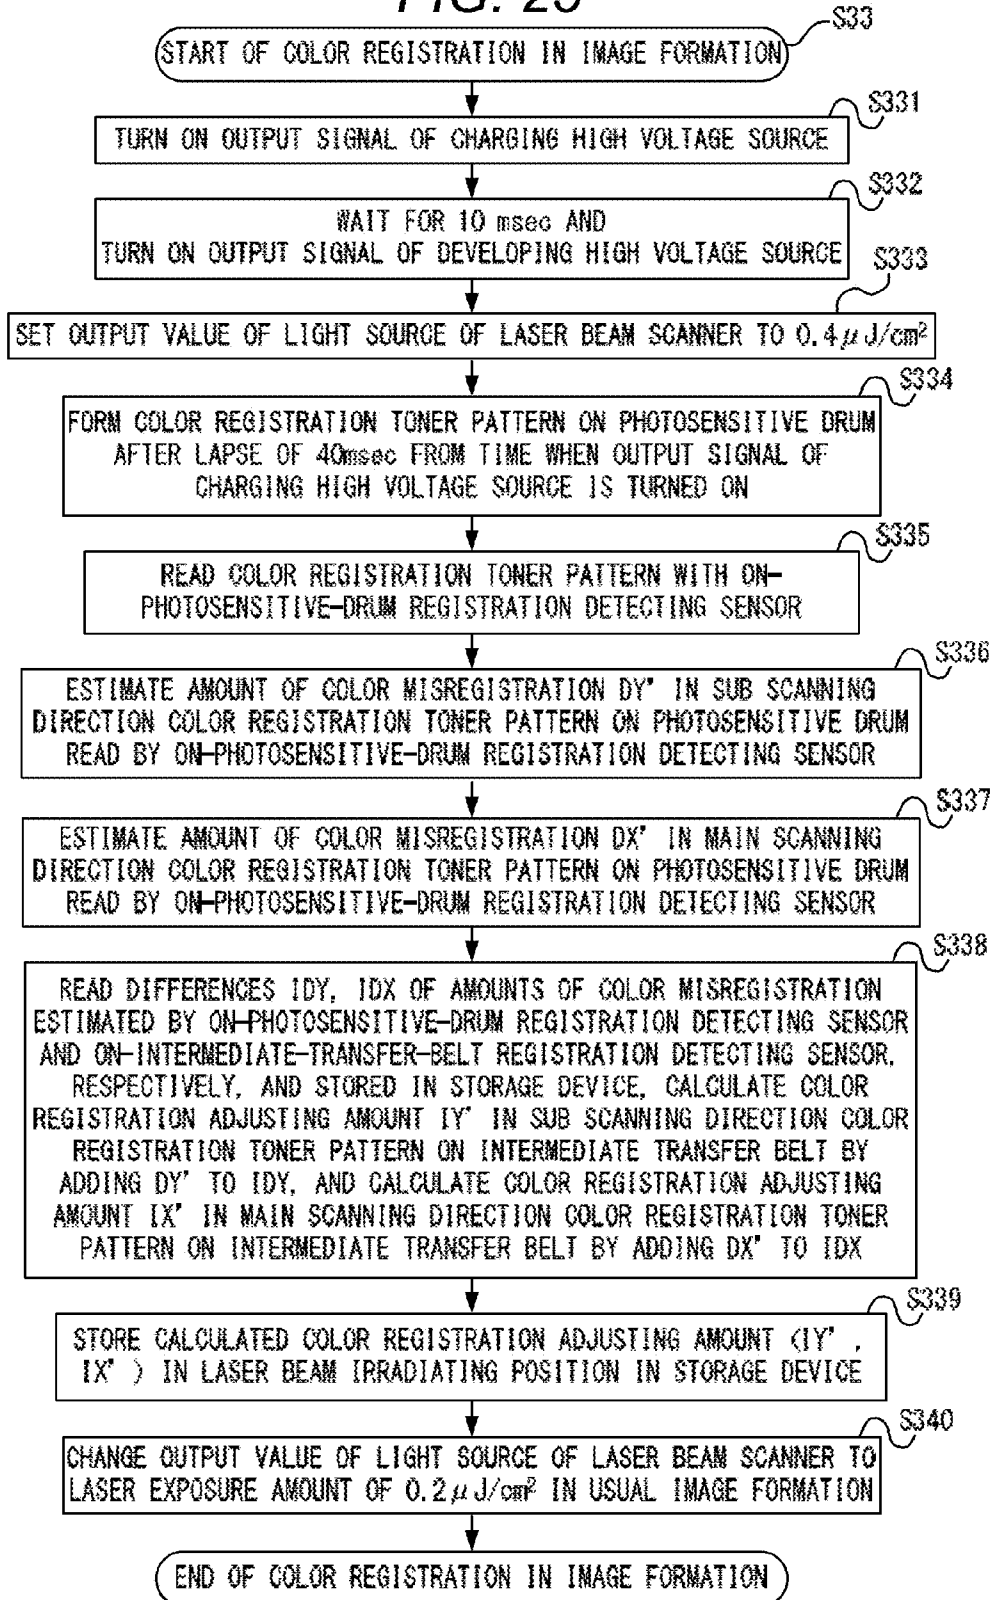 FIG. 25
S33
START OF COLOR REGISTRATION IN IMAGE FORMATION
S331
TURN ON OUTPUT SIGNAL OF CHARGING HIGH VOLTAGE SOURCE
S332
WAIT FOR 10 msec AND
TURN ON OUTPUT SIGNAL OF DEVELOPING HIGH VOLTAGE SOURCE
S333
SET OUTPUT VALUE OF LIGHT SOURCE OF LASER BEAM SCANNER TO 0.4μJ/cm²
S334
FORM COLOR REGISTRATION TONER PATTERN ON PHOTOSENSITIVE DRUM
AFTER LAPSE OF 40msec FROM TIME WHEN OUTPUT SIGNAL OF
CHARGING HIGH VOLTAGE SOURCE IS TURNED ON
S335
READ COLOR REGISTRATION TONER PATTERN WITH ON-
PHOTOSENSITIVE-DRUM REGISTRATION DETECTING SENSOR
S336
ESTIMATE AMOUNT OF COLOR MISREGISTRATION DY' IN SUB SCANNING
DIRECTION COLOR REGISTRATION TONER PATTERN ON PHOTOSENSITIVE DRUM
READ BY ON-PHOTOSENSITIVE-DRUM REGISTRATION DETECTING SENSOR
S337
ESTIMATE AMOUNT OF COLOR MISREGISTRATION DX' IN MAIN SCANNING
DIRECTION COLOR REGISTRATION TONER PATTERN ON PHOTOSENSITIVE DRUM
READ BY ON-PHOTOSENSITIVE-DRUM REGISTRATION DETECTING SENSOR
S338
READ DIFFERENCES IDY, IDX OF AMOUNTS OF COLOR MISREGISTRATION
ESTIMATED BY ON-PHOTOSENSITIVE-DRUM REGISTRATION DETECTING SENSOR
AND ON-INTERMEDIATE-TRANSFER-BELT REGISTRATION DETECTING SENSOR,
RESPECTIVELY, AND STORED IN STORAGE DEVICE, CALCULATE COLOR
REGISTRATION ADJUSTING AMOUNT IY' IN SUB SCANNING DIRECTION COLOR
REGISTRATION TONER PATTERN ON INTERMEDIATE TRANSFER BELT BY
ADDING DY' TO IDY, AND CALCULATE COLOR REGISTRATION ADJUSTING
AMOUNT IX' IN MAIN SCANNING DIRECTION COLOR REGISTRATION TONER
PATTERN ON INTERMEDIATE TRANSFER BELT BY ADDING DX' TO IDX
S339
STORE CALCULATED COLOR REGISTRATION ADJUSTING AMOUNT (IY',
IX') IN LASER BEAM IRRADIATING POSITION IN STORAGE DEVICE
S340
CHANGE OUTPUT VALUE OF LIGHT SOURCE OF LASER BEAM SCANNER TO
LASER EXPOSURE AMOUNT OF 0.2μJ/cm² IN USUAL IMAGE FORMATION
END OF COLOR REGISTRATION IN IMAGE FORMATION